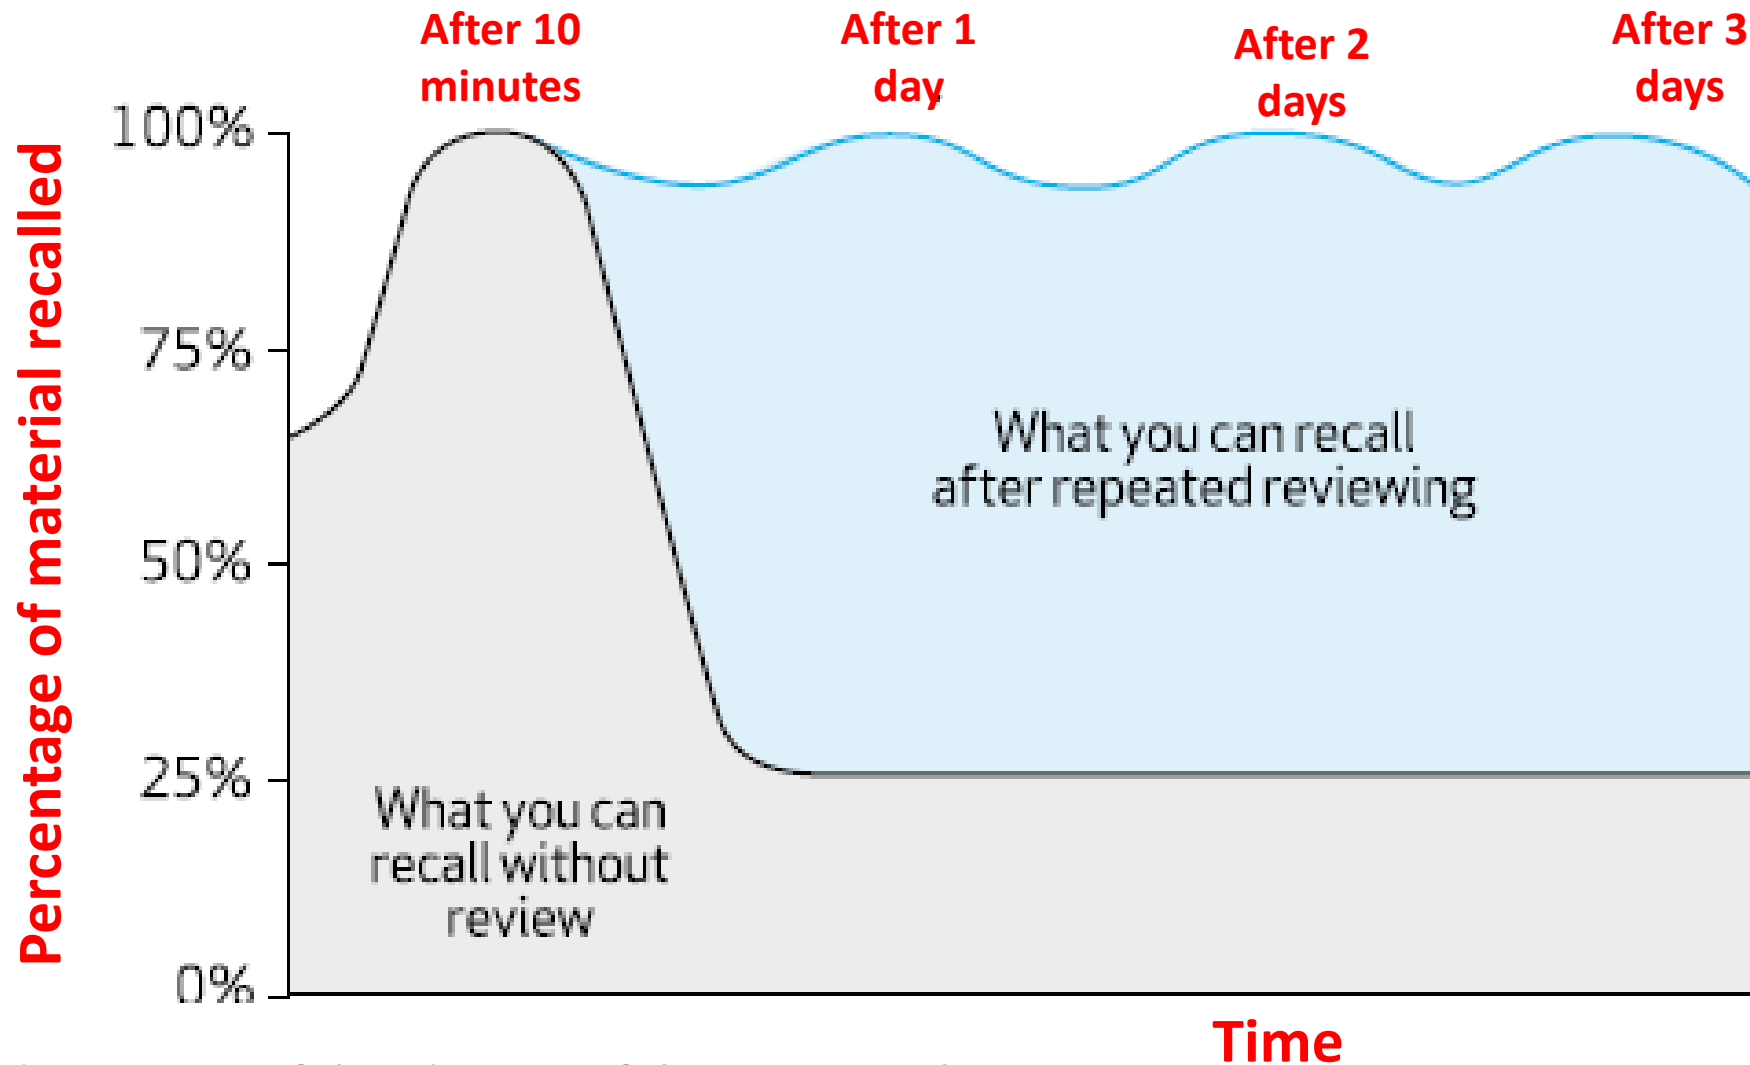 After 10
minutes
After 1
day
After 2
days
After 3
days
100%
75%
50%
25%
0%
Percentage of material recalled
What you can recall
after repeated reviewing
What you can
recall without
review
Time